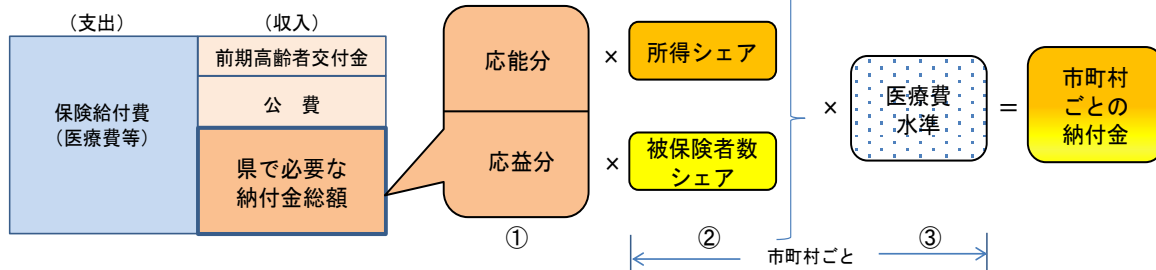 （支出）
（収入）
前期高齢者交付金
公　費
保険給付費
（医療費等）
県で必要な
納付金総額
応能分
×
所得シェア
応益分
×
被保険者数
シェア
×
医療費
水準
＝
市町村
ごとの
納付金
①
②
③
市町村ごと